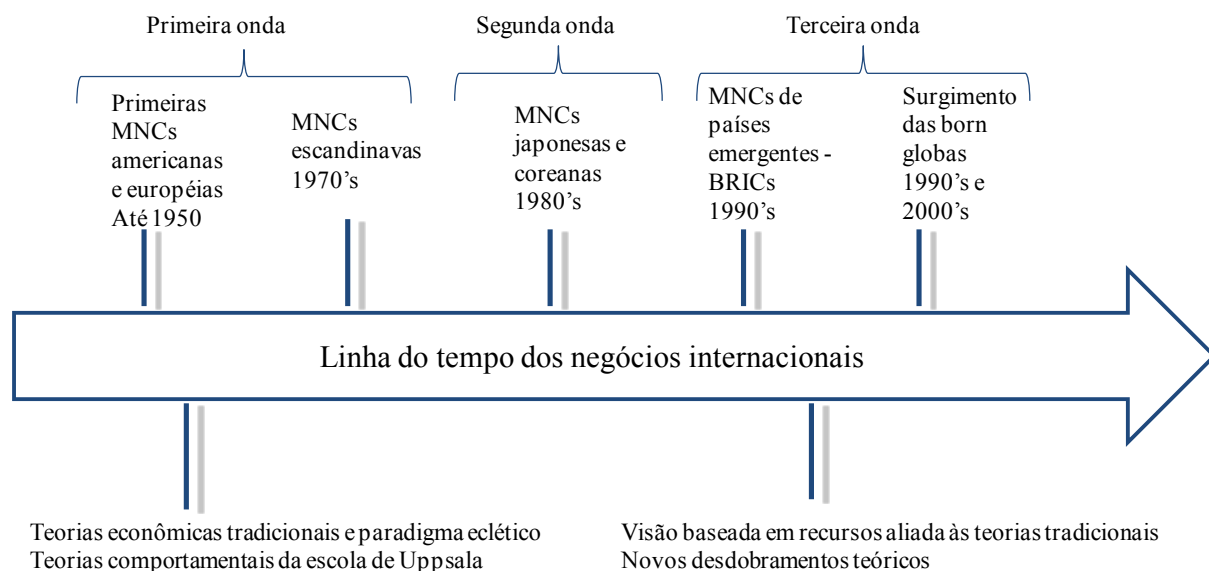 Primeira onda
Segunda onda
Terceira onda
Primeiras
MNCs
americanas
e européias
Até 1950
MNCs
escandinavas
1970’s
MNCs
japonesas e
coreanas
1980’s
MNCs de
países
emergentes -
BRICs
1990’s
Surgimento
das born
globas
1990’s e
2000’s
Linha do tempo dos negócios internacionais
Teorias econômicas tradicionais e paradigma eclético
Teorias comportamentais da escola de Uppsala
Visão baseada em recursos aliada às teorias tradicionais
Novos desdobramentos teóricos